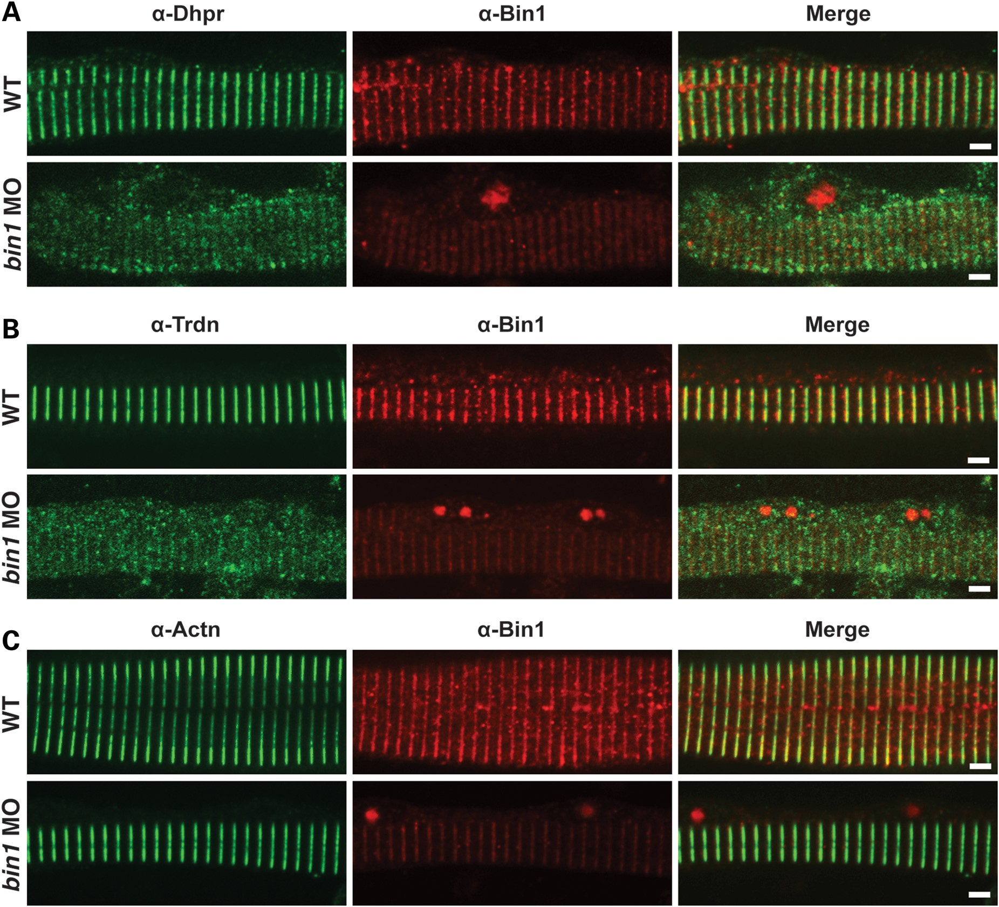 A
α-Dhpr α-Bin1 Merge
WT
bin1 MO
B
α-Trdn α-Bin1 Merge
WT
bin1 MO
C
α-Actn α-Bin1 Merge
WT
bin1 MO